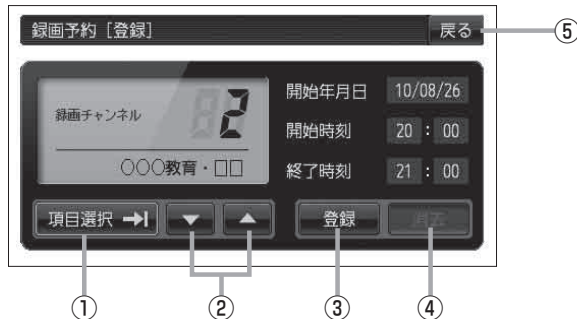 録画予約 [登録]
戻る
⑤
録画チャンネル
2
○○○教育・□□
開始年月日 10/08/26
開始時刻 20 : 00
終了時刻 21 : 00
項目選択
▼ ▲
登録
① ② ③ ④